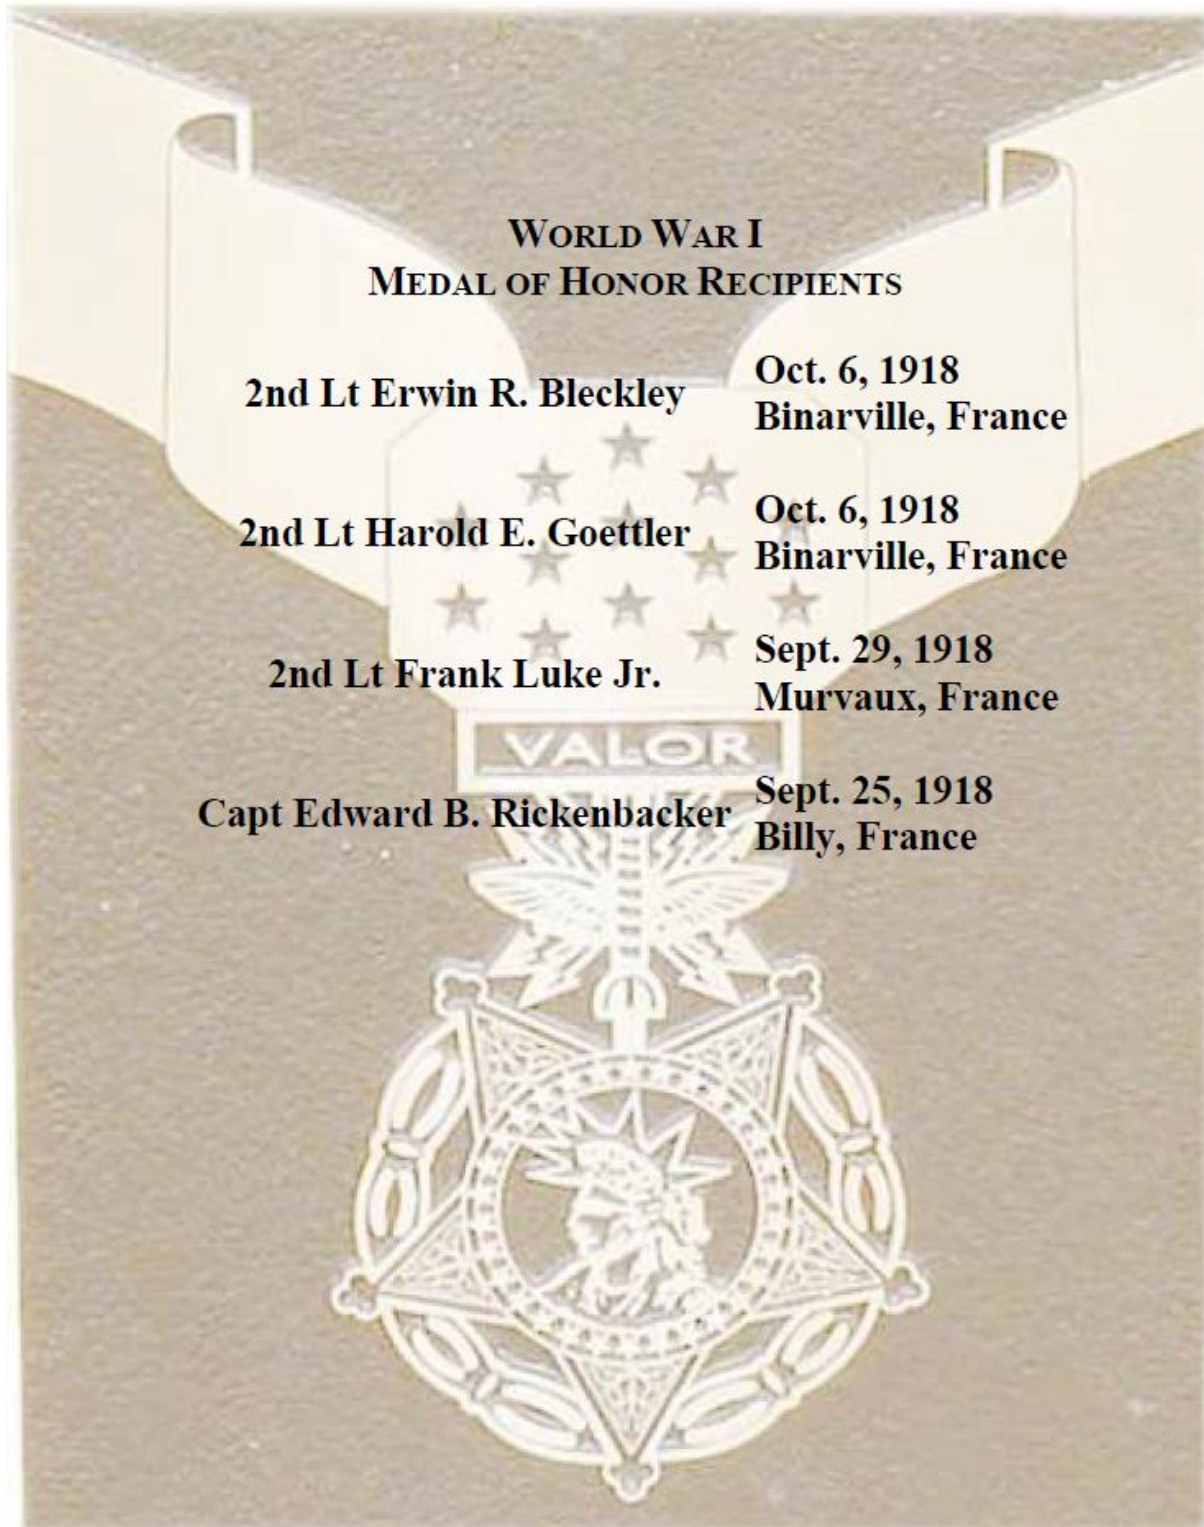 WORLD WAR I
MEDAL OF HONOR RECIPIENTS
2nd Lt Erwin R. Bleckley
Oct. 6, 1918
Binarville, France
2nd Lt Harold E. Goettler
Oct. 6, 1918
Binarville, France
2nd Lt Frank Luke Jr.
Sept. 29, 1918
Murvaux, France
VALOR
Capt Edward B. Rickenbacker
Sept. 25, 1918
Billy, France